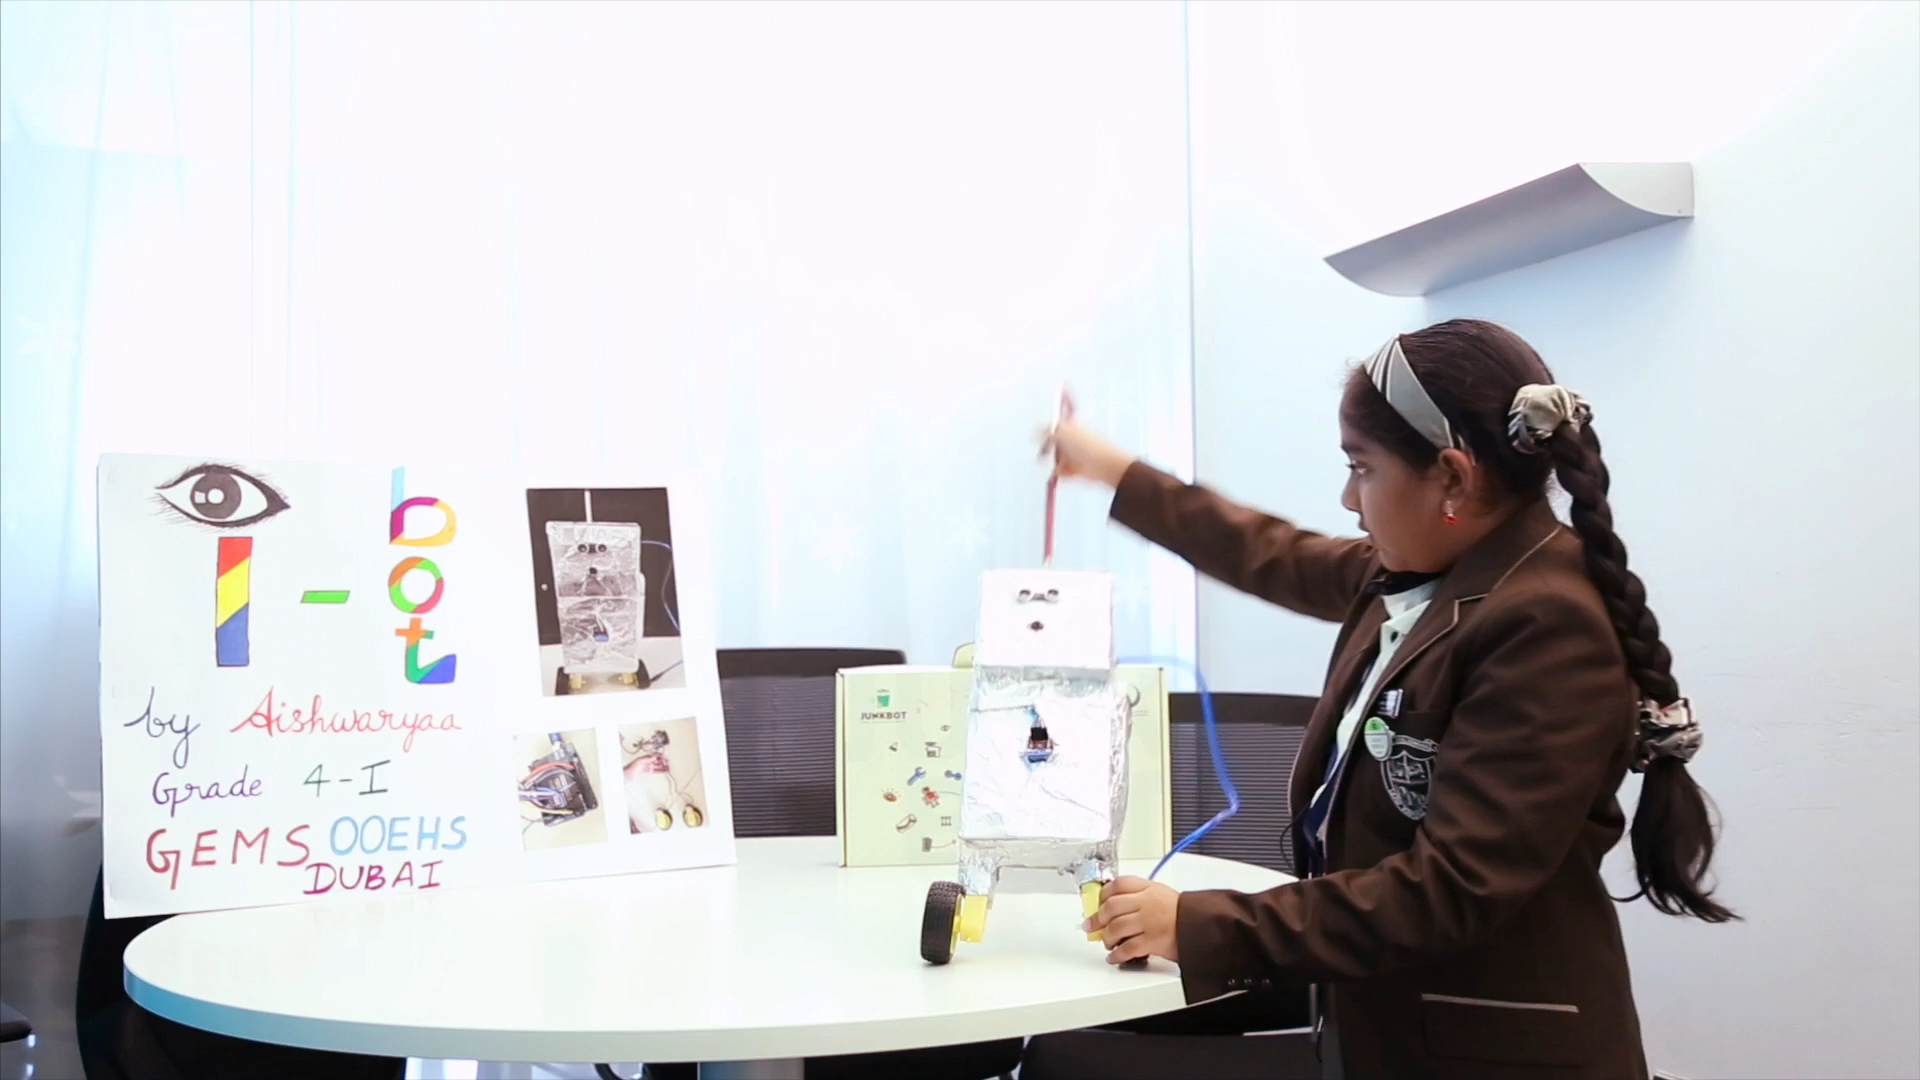 I - bot
by Aishwaryaa
Grade 4-I
GEMS OOEHS
DUBAI
JUNKBOT